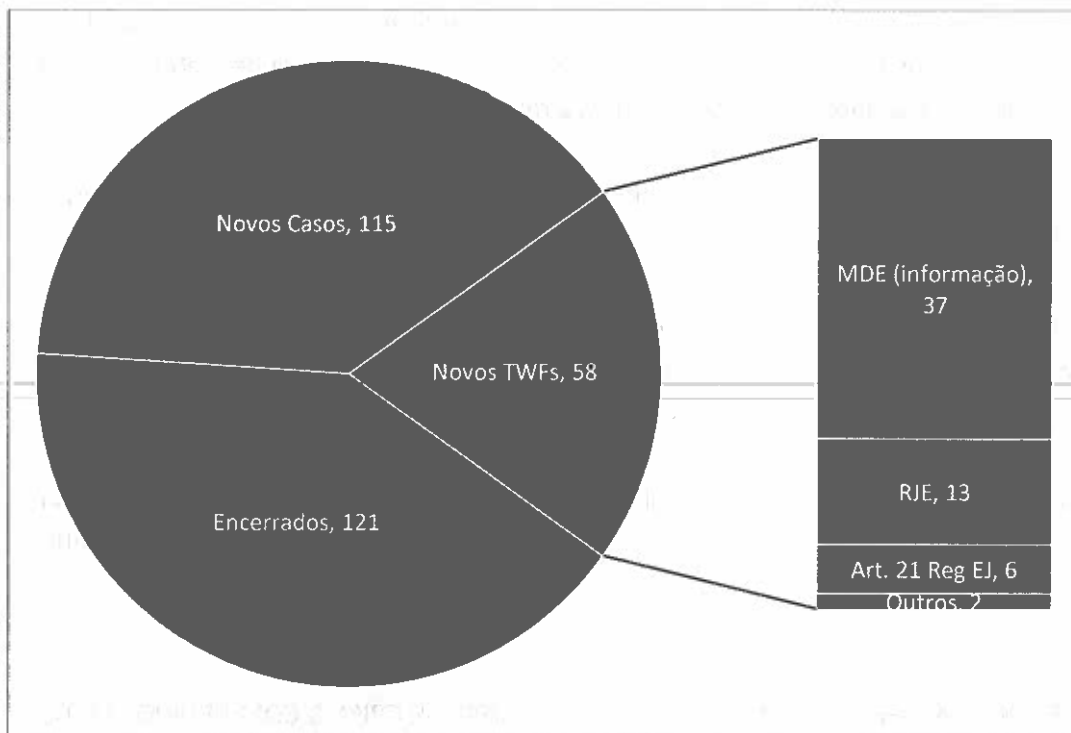 Novos Casos, 115
Novos TWFs, 58
Encerrados, 121
MDE (informação),
37
RJE, 13
Art. 21 Reg EJ, 6
Outros, 2